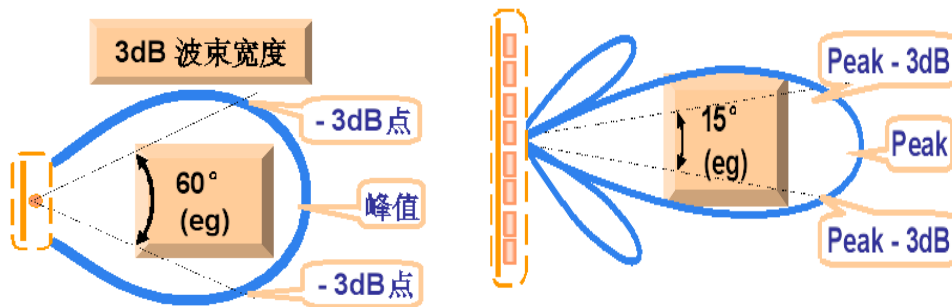 3dB 波束宽度
- 3dB点
60°
(eg)
峰值
- 3dB点
Peak - 3dB
15°
(eg)
Peak
Peak - 3dB